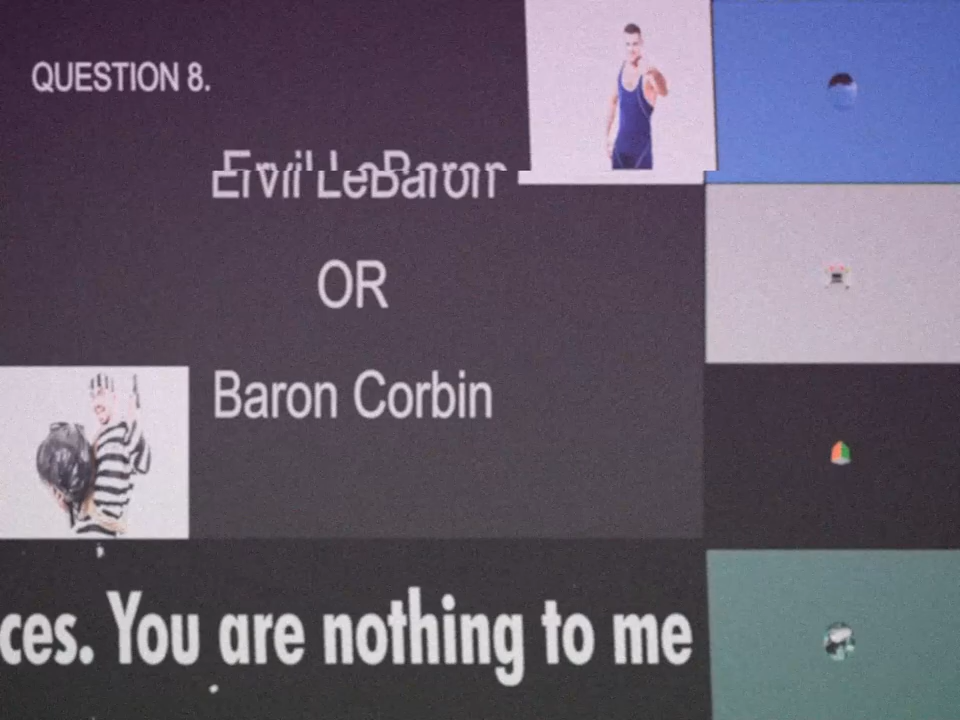 QUESTION 8.
Ervil LeBaron
OR
Baron Corbin
ces. You are nothing to me